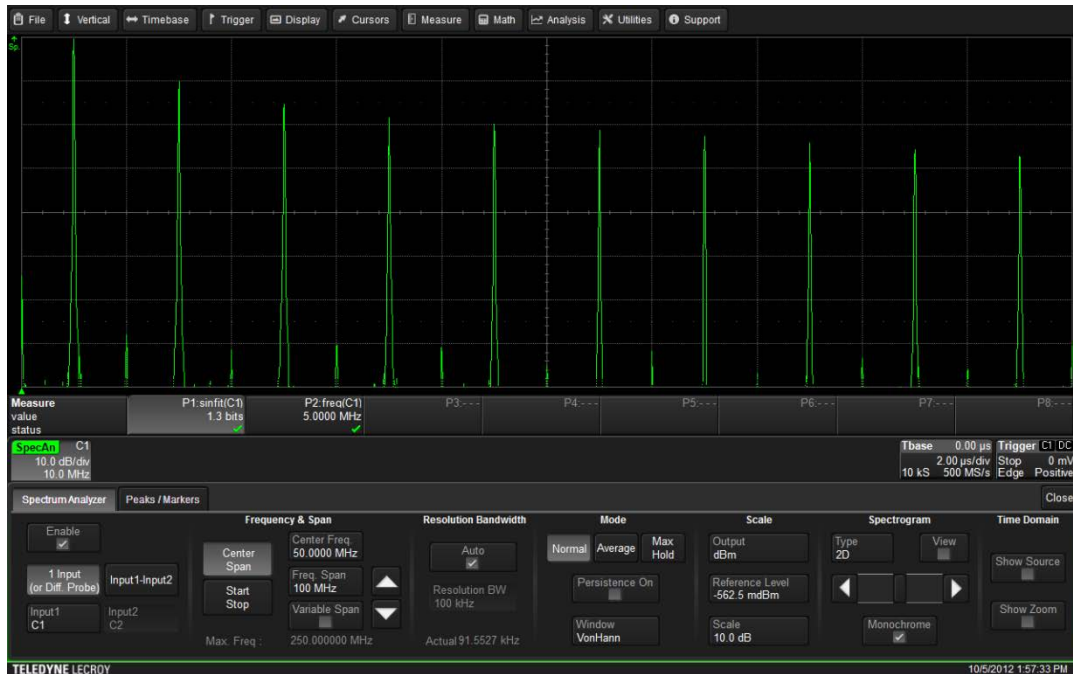 File Vertical Timebase Trigger Display Cursors Measure Math Analysis Utilities Support
Sp
Measure P1:sinfit(C1) P2:freq(C1) P3:- - - P4:- - - P5:- - - P6:- - - P7:- - - P8:- - -
value 1.3 bits 5.0000 MHz
status
SpecAn C1
10.0 dB/div
10.0 MHz
Tbase 0.00 µs
2.00 µs/div
10 kS 500 MS/s
Trigger C1 DC
Stop 0 mV
Edge Positive
Spectrum Analyzer Peaks / Markers Close
Enable
1 Input
(or Diff. Probe)
Input1-Input2
Input1
C1
Input2
C2
Frequency & Span
Center
Span
Start
Stop
Center Freq.
50.0000 MHz
Freq. Span
100 MHz
Variable Span
Max. Freq : 250.000000 MHz
Resolution Bandwidth
Auto
Resolution BW
100 kHz
Actual 91.5527 kHz
Mode
Normal Average Max
Hold
Persistence On
Window
VonHann
Scale
Output
dBm
Reference Level
-562.5 mdBm
Scale
10.0 dB
Spectrogram
Type
2D
View
Monochrome
Time Domain
Show Source
Show Zoom
TELEDYNE LECROY 10/5/2012 1:57:33 PM